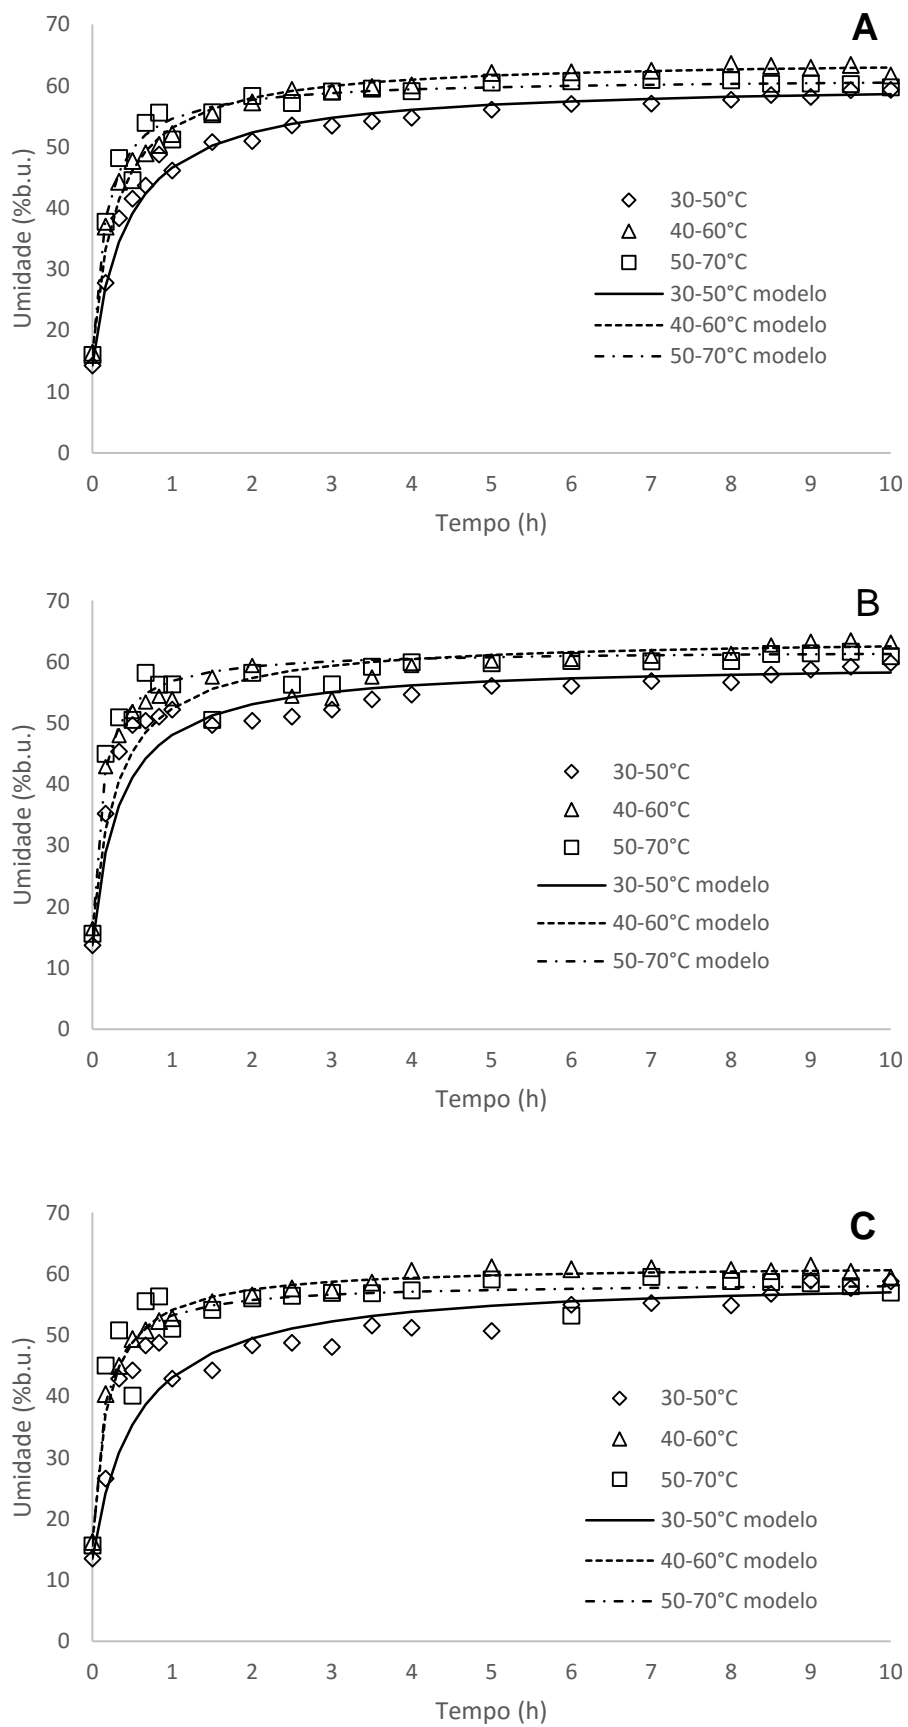 A
70
60
50
40
30
20
10
0
Umidade (%b.u.)
30-50°C
40-60°C
50-70°C
30-50°C modelo
40-60°C modelo
50-70°C modelo
0 1 2 3 4 5 6 7 8 9 10
Tempo (h)
B
70
60
50
40
30
20
10
0
Umidade (%b.u.)
30-50°C
40-60°C
50-70°C
30-50°C modelo
40-60°C modelo
50-70°C modelo
0 1 2 3 4 5 6 7 8 9 10
Tempo (h)
C
70
60
50
40
30
20
10
0
Umidade (%b.u.)
30-50°C
40-60°C
50-70°C
30-50°C modelo
40-60°C modelo
50-70°C modelo
0 1 2 3 4 5 6 7 8 9 10
Tempo (h)